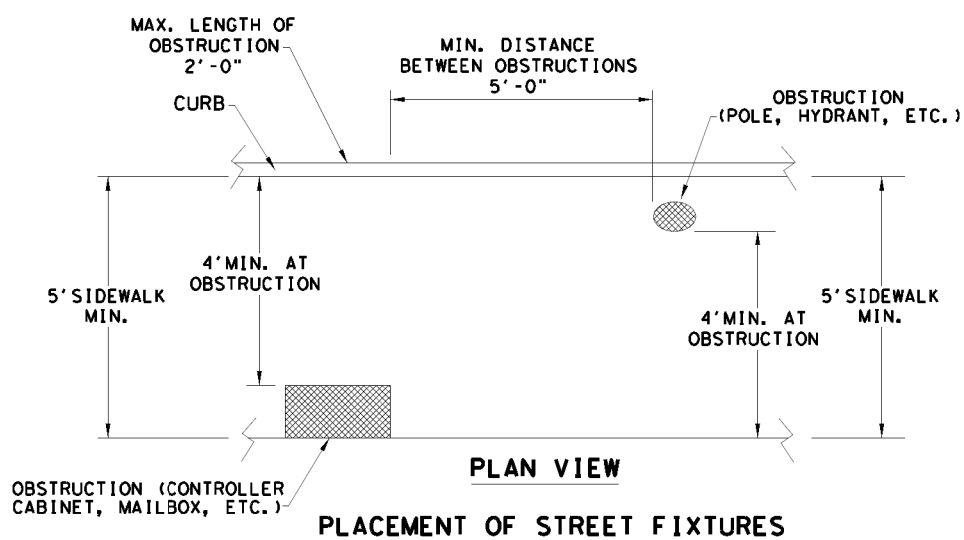 MAX. LENGTH OF
OBSTRUCTION
2'-0"
CURB
MIN. DISTANCE
BETWEEN OBSTRUCTIONS
5'-0"
OBSTRUCTION
(POLE, HYDRANT, ETC.)
5' SIDEWALK
MIN.
4' MIN. AT
OBSTRUCTION
4' MIN. AT
OBSTRUCTION
5' SIDEWALK
MIN.
OBSTRUCTION (CONTROLLER
CABINET, MAILBOX, ETC.)
PLAN VIEW
PLACEMENT OF STREET FIXTURES